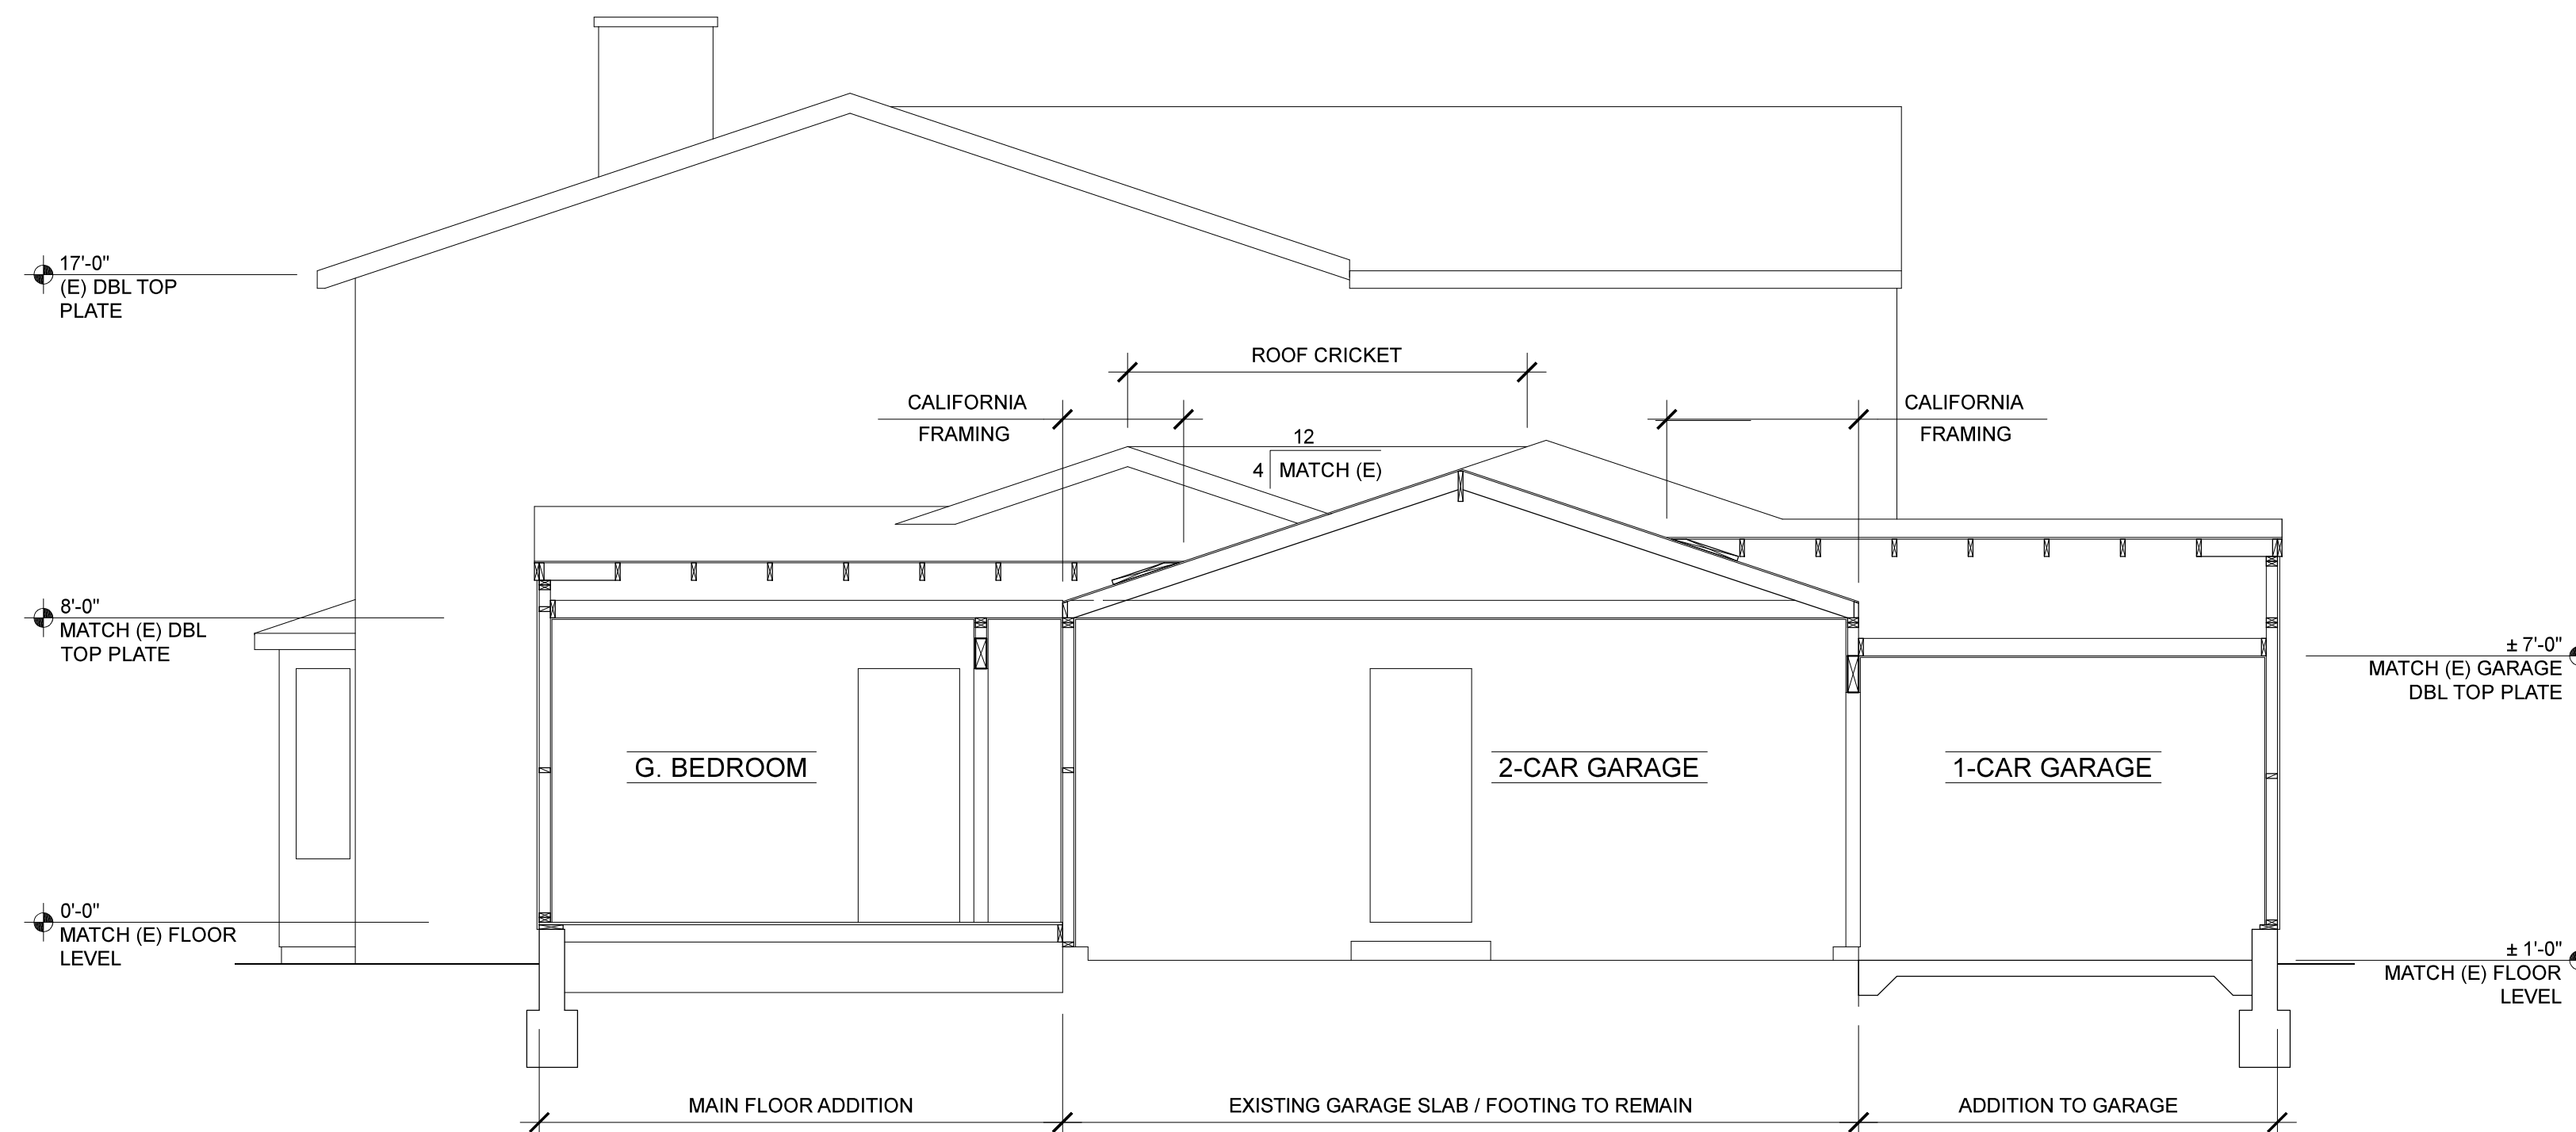 17'-0"
(E) DBL TOP
PLATE
ROOF CRICKET
CALIFORNIA
FRAMING
CALIFORNIA
FRAMING
12
4 MATCH (E)
8'-0"
MATCH (E) DBL
TOP PLATE
± 7'-0"
MATCH (E) GARAGE
DBL TOP PLATE
G. BEDROOM
2-CAR GARAGE
1-CAR GARAGE
0'-0"
MATCH (E) FLOOR
LEVEL
± 1'-0"
MATCH (E) FLOOR
LEVEL
MAIN FLOOR ADDITION
EXISTING GARAGE SLAB / FOOTING TO REMAIN
ADDITION TO GARAGE